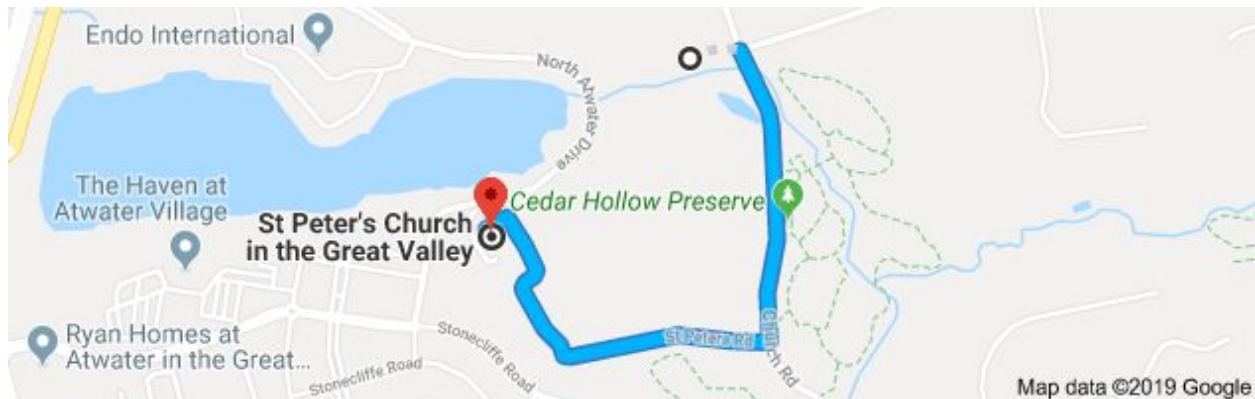 Endo International
North Atwater Drive
The Haven at
Atwater Village
Cedar Hollow Preserve
St Peter's Church
in the Great Valley
Ryan Homes at
Atwater in the Great...
Stonecliffe Road
Stonecliffe Road
St Peters Rd
Church Rd
Church Rd
Map data ©2019 Google